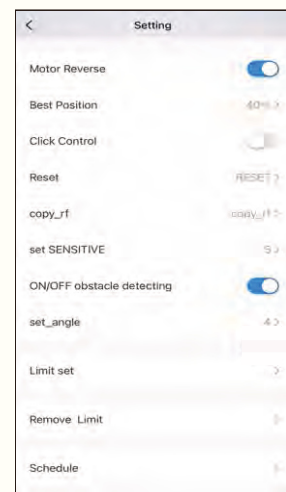 Setting
Motor Reverse
Best Position 40%
Click Control
Reset RESET
copy_rf copy_rf
set SENSITIVE
ON/OFF obstacle detecting
set_angle 4
Limit set
Remove Limit
Schedule